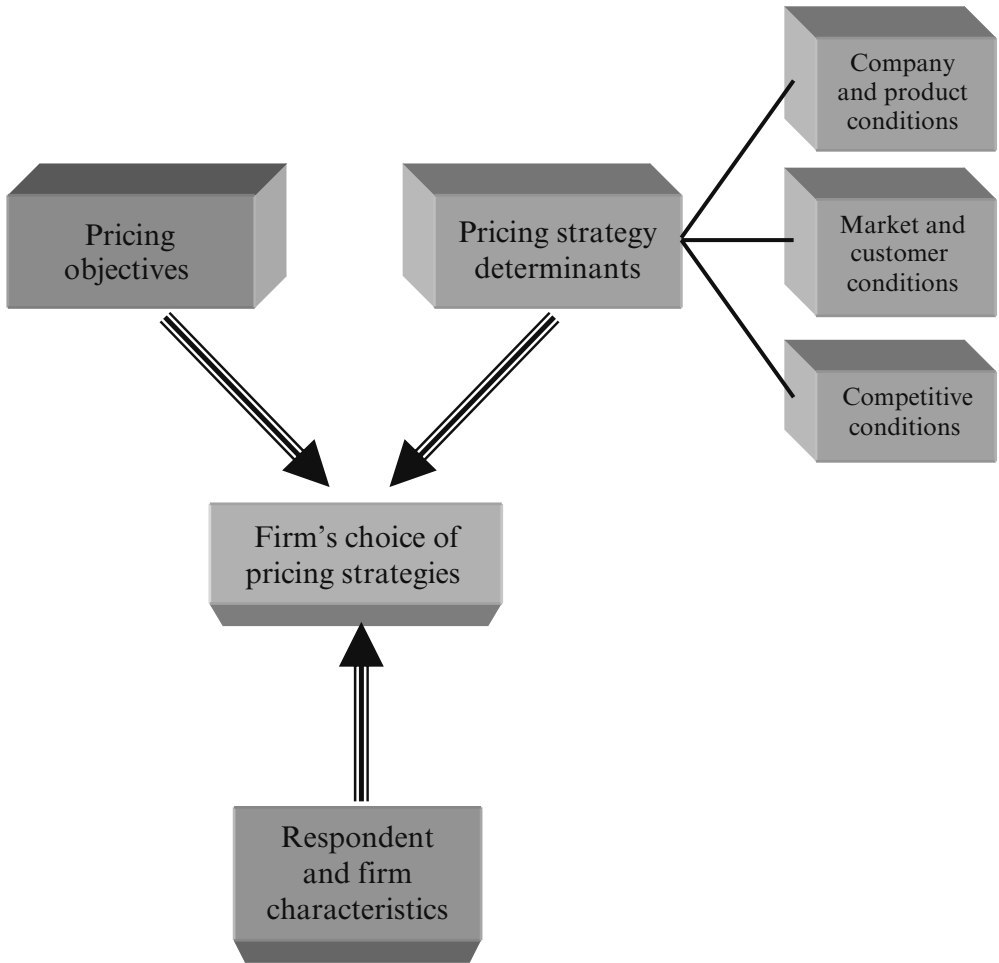 Company
and product
conditions
Pricing
objectives
Pricing strategy
determinants
Market and
customer
conditions
Competitive
conditions
Firm’s choice of
pricing strategies
Respondent
and firm
characteristics